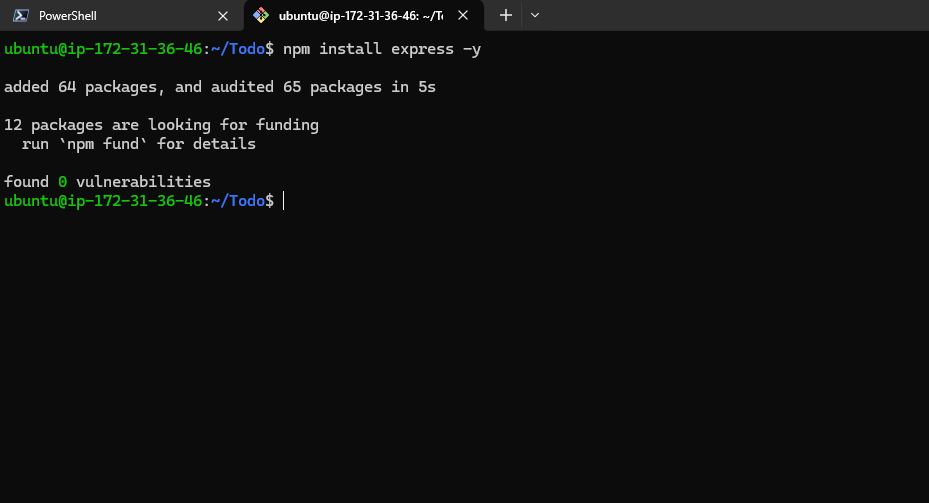 PowerShell
ubuntu@ip-172-31-36-46: ~/T
ubuntu@ip-172-31-36-46:~/Todo$ npm install express -y
added 64 packages, and audited 65 packages in 5s
12 packages are looking for funding
run `npm fund` for details
found 0 vulnerabilities
ubuntu@ip-172-31-36-46:~/Todo$